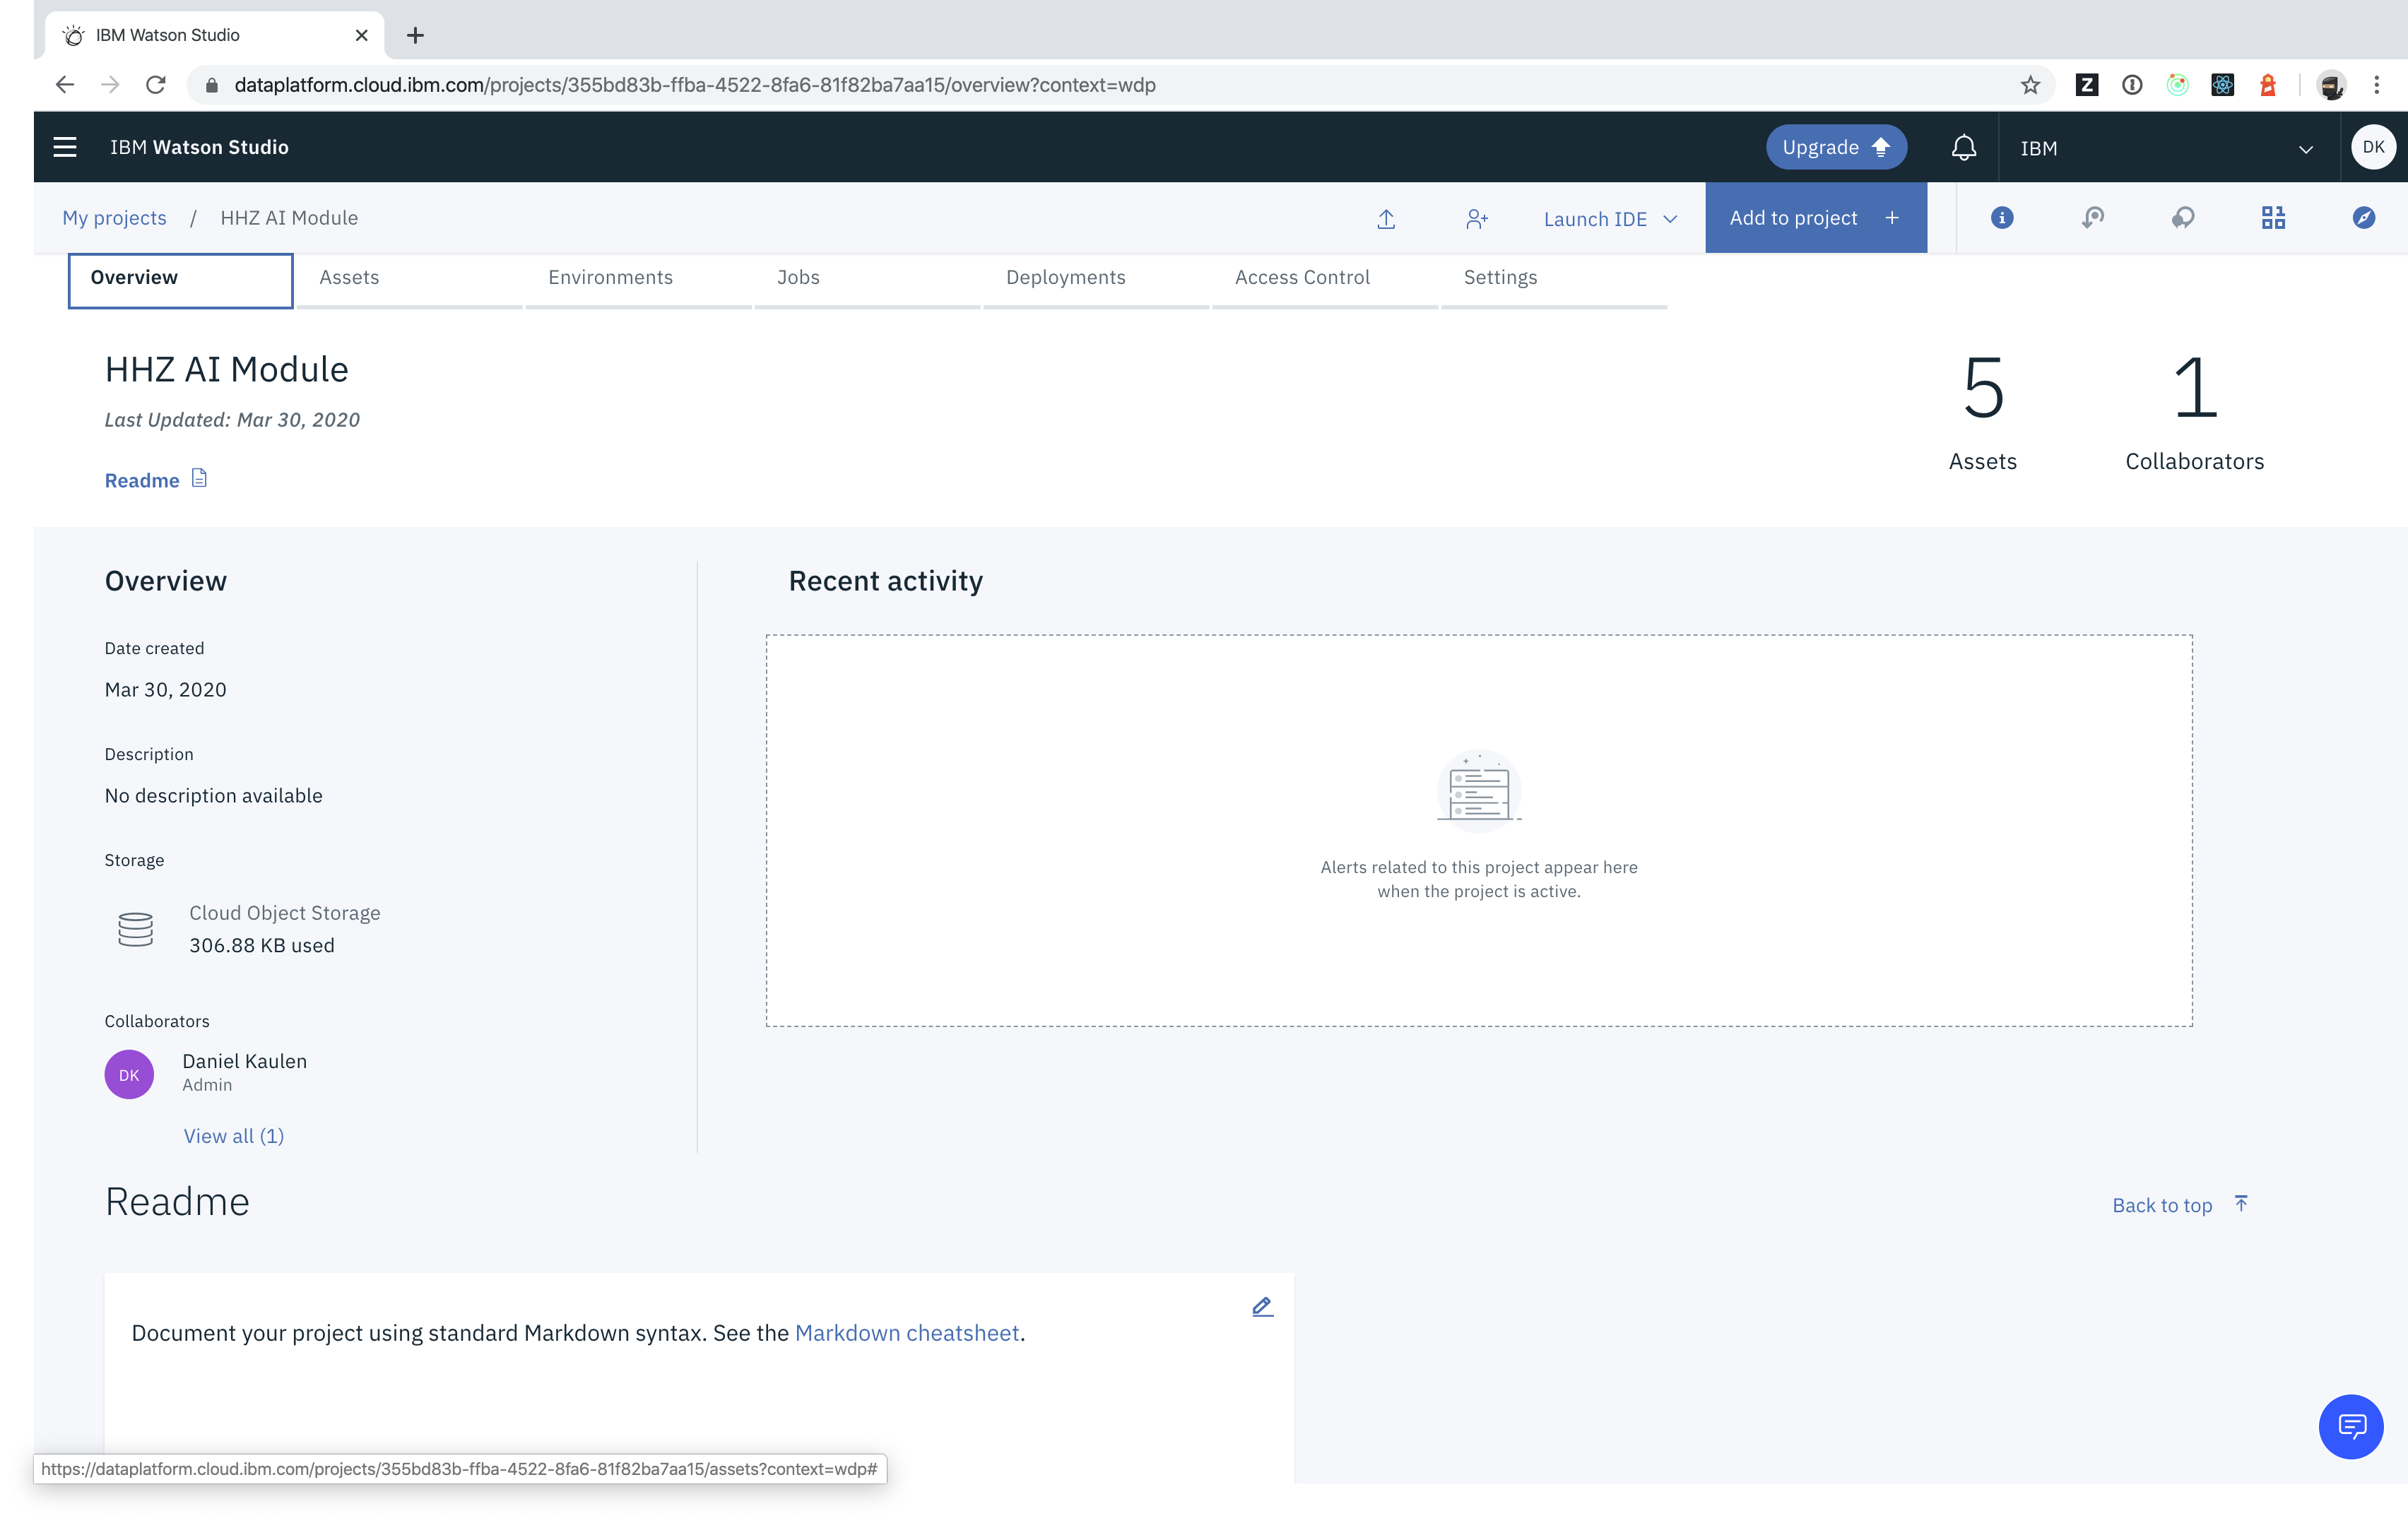 IBM Watson Studio
dataplatform.cloud.ibm.com/projects/355bd83b-ffba-4522-8fa6-81f82ba7aa15/overview?context=wdp
Z
IBM Watson Studio
Upgrade
IBM
DK
My projects / HHZ AI Module
Launch IDE
Add to project +
Overview
Assets
Environments
Jobs
Deployments
Access Control
Settings
HHZ AI Module
Last Updated: Mar 30, 2020
Readme
5
Assets
1
Collaborators
Overview
Date created
Mar 30, 2020
Description
No description available
Storage
Cloud Object Storage
306.88 KB used
Collaborators
DK
Daniel Kaulen
Admin
View all (1)
Recent activity
Alerts related to this project appear here
when the project is active.
Readme
Back to top
Document your project using standard Markdown syntax. See the Markdown cheatsheet.
https://dataplatform.cloud.ibm.com/projects/355bd83b-ffba-4522-8fa6-81f82ba7aa15/assets?context=wdp#